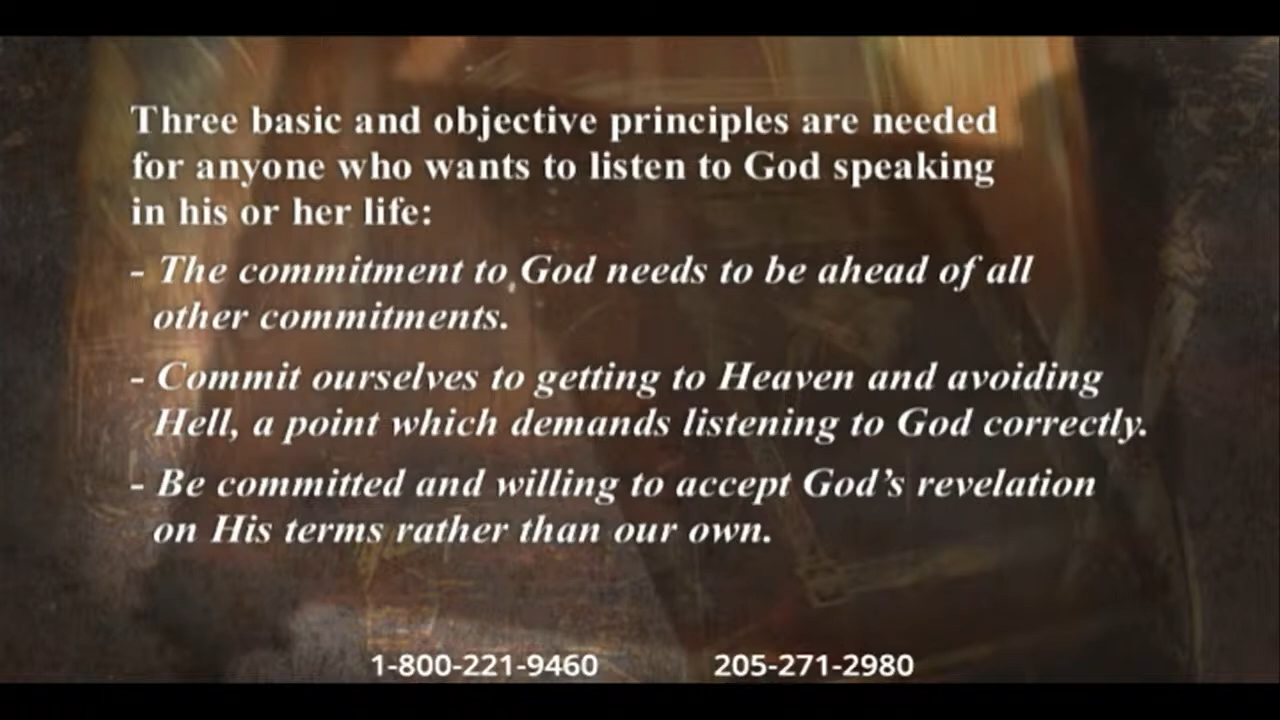 Three basic and objective principles are needed
for anyone who wants to listen to God speaking
in his or her life:
- The commitment to God needs to be ahead of all
other commitments.
- Commit ourselves to getting to Heaven and avoiding
Hell, a point which demands listening to God correctly.
- Be committed and willing to accept God’s revelation
on His terms rather than our own.
1-800-221-9460 205-271-2980